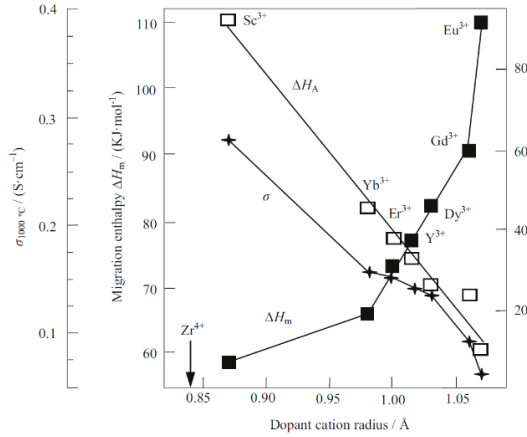 0.4
0.3
0.2
0.1
σ1000 °C / (S·cm⁻¹)
110
100
90
80
70
60
Migration enthalpy ΔHm / (KJ·mol⁻¹)
Sc³⁺
Eu³⁺
ΔHA
Gd³⁺
Yb³⁺
σ
Er³⁺
Dy³⁺
Y³⁺
ΔHm
Zr⁴⁺
80
60
40
20
0.85
0.90
0.95
1.00
1.05
Dopant cation radius / Å